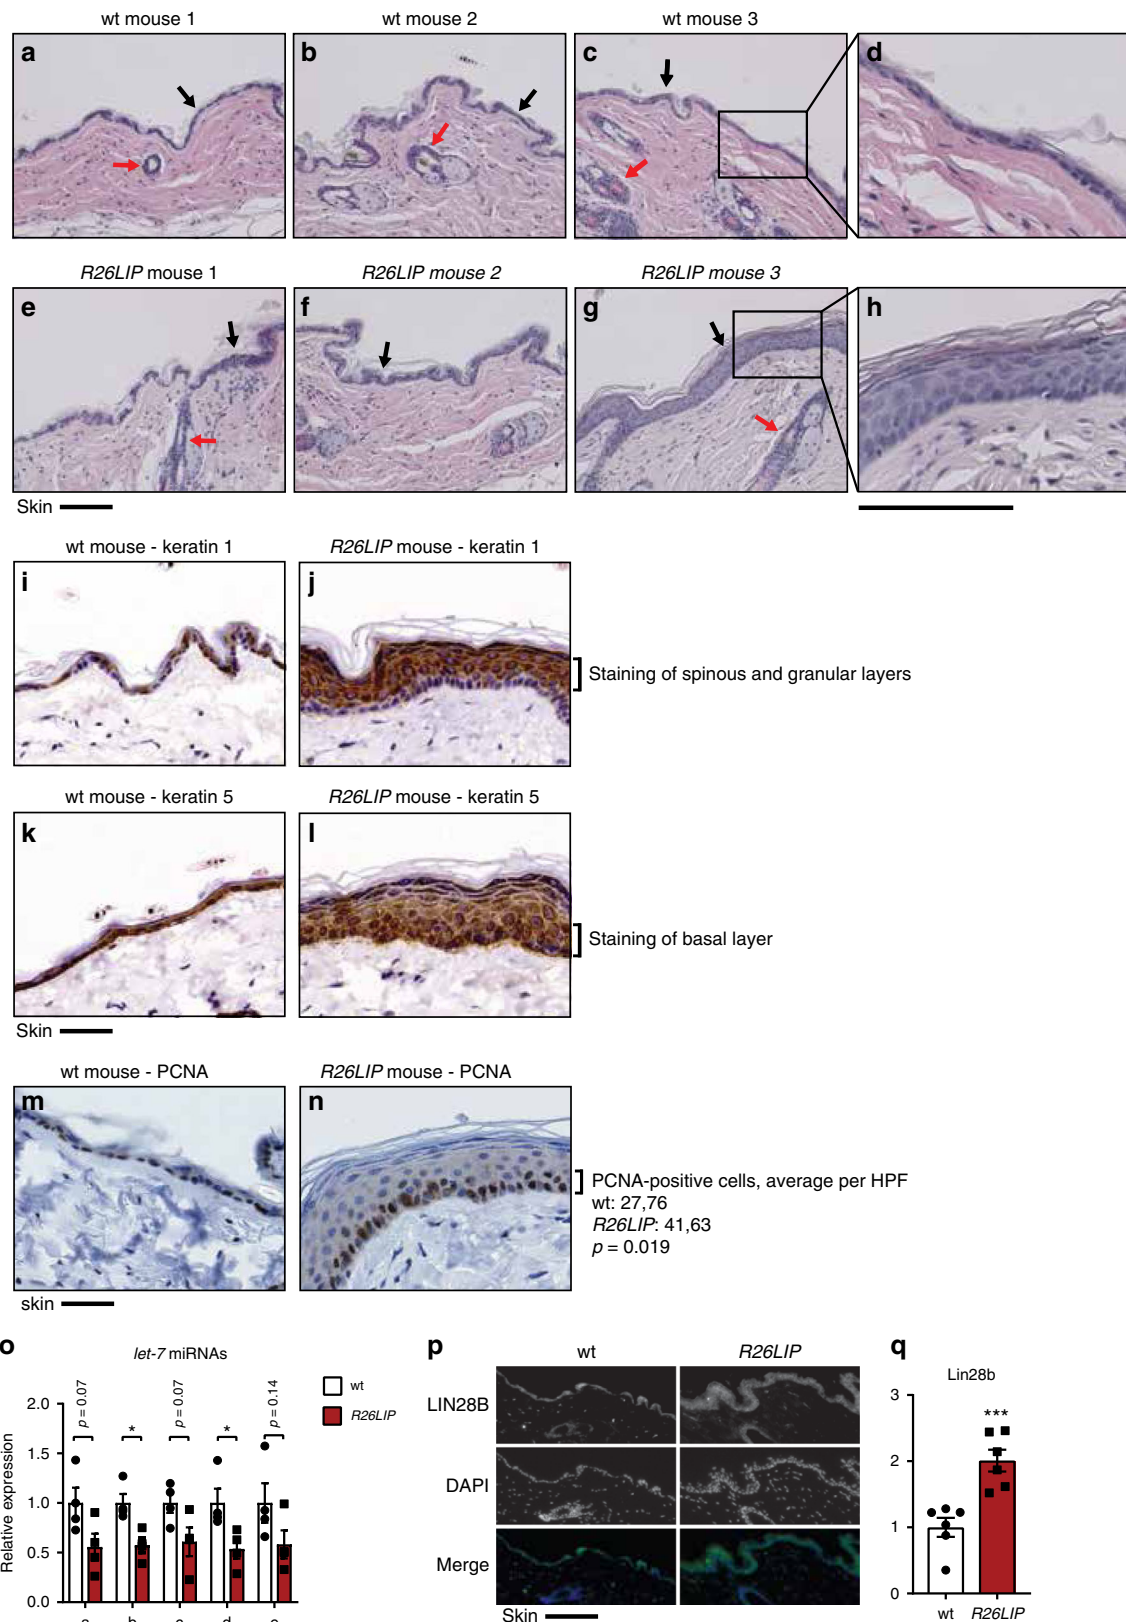 wt mouse 1
wt mouse 2
wt mouse 3
a
b
c
d
R26LIP mouse 1
R26LIP mouse 2
R26LIP mouse 3
e
f
g
h
Skin
wt mouse - keratin 1
R26LIP mouse - keratin 1
i
j
Staining of spinous and granular layers
wt mouse - keratin 5
R26LIP mouse - keratin 5
k
l
Staining of basal layer
Skin
wt mouse - PCNA
R26LIP mouse - PCNA
m
n
PCNA-positive cells, average per HPF
wt: 27,76
R26LIP: 41,63
p = 0.019
skin
o
let-7 miRNAs
p = 0.07
*
p = 0.07
*
p = 0.14
wt
R26LIP
Relative expression
2.0
1.5
1.0
0.5
0.0
p
wt
R26LIP
LIN28B
DAPI
Merge
Skin
q
Lin28b
***
3
2
1
0
wt
R26LIP